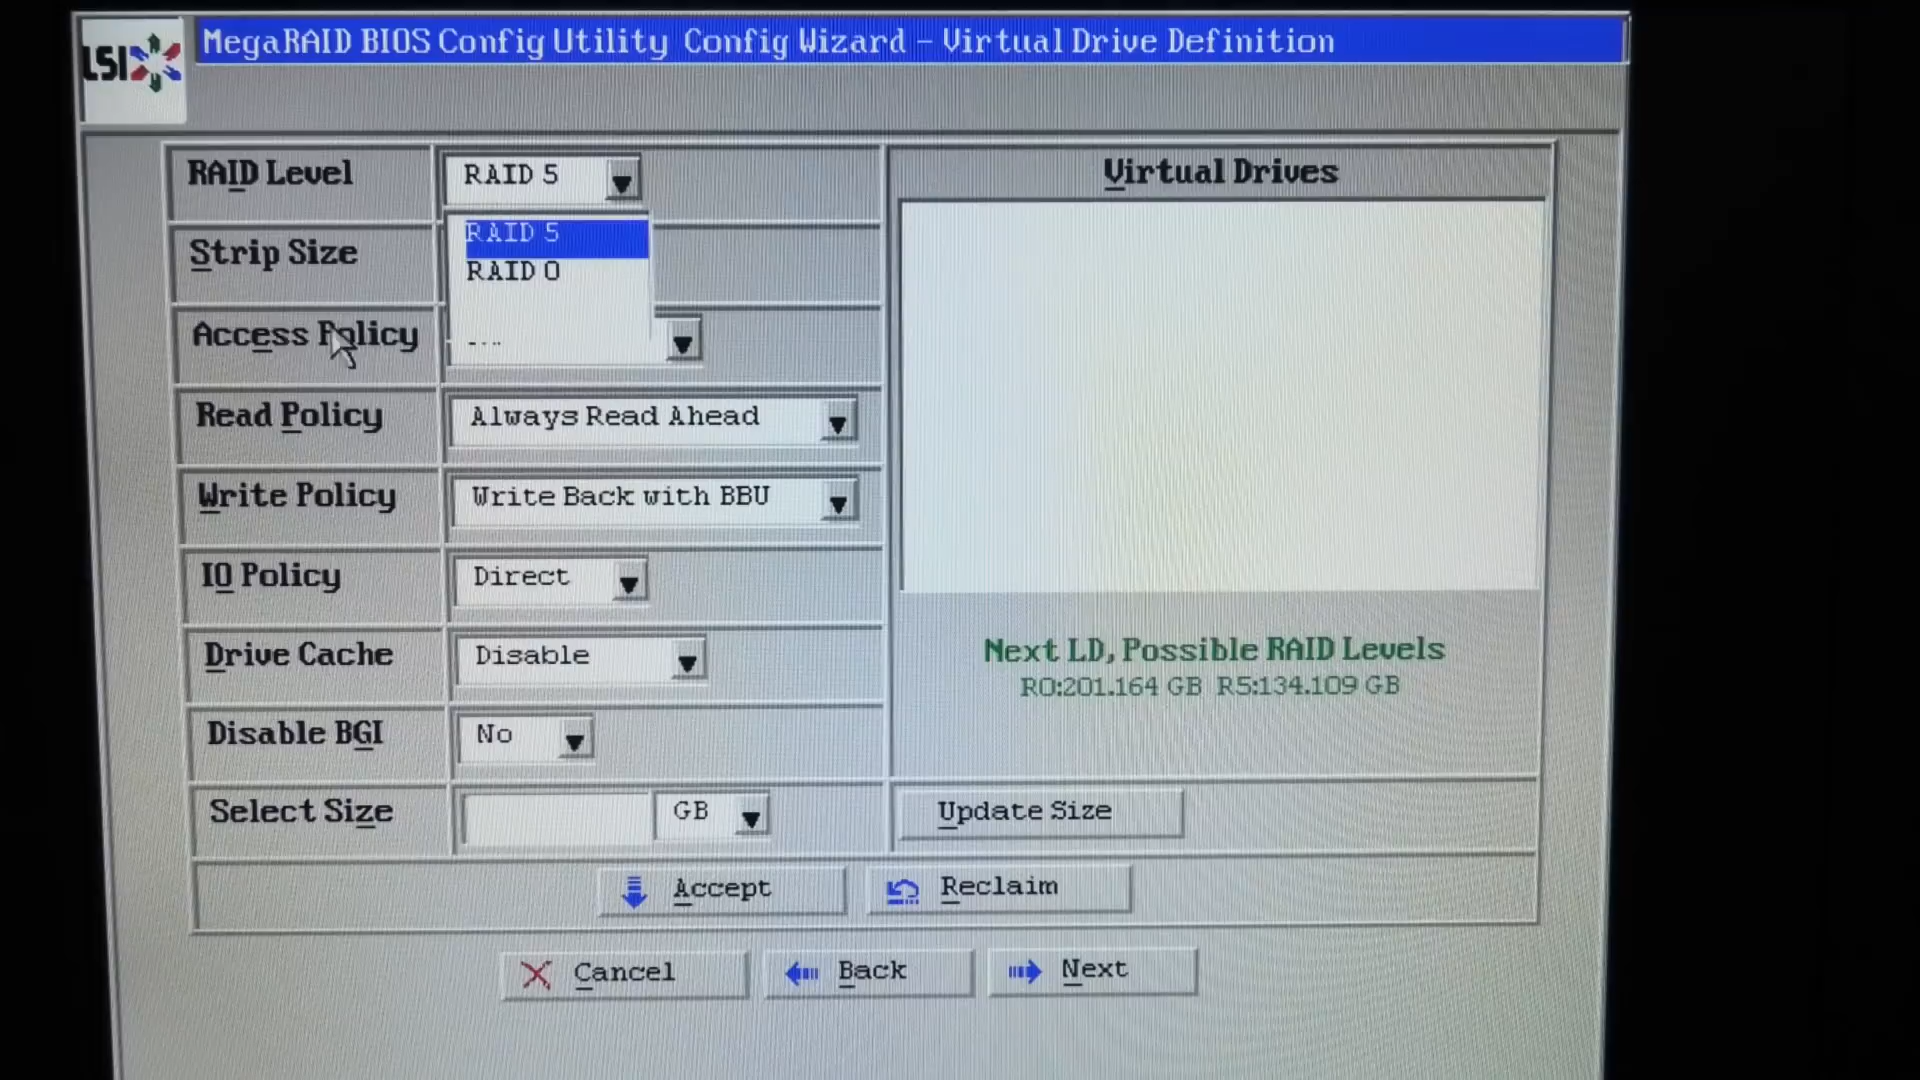 LSI
MegaRAID BIOS Config Utility Config Wizard – Virtual Drive Definition
RAID Level
RAID 5
RAID 5
RAID 0
Strip Size
Access Policy
Read Policy
Always Read Ahead
Write Policy
Write Back with BBU
IO Policy
Direct
Drive Cache
Disable
Disable BGI
No
Select Size
GB
Virtual Drives
Next LD, Possible RAID Levels
R0:201.164 GB R5:134.109 GB
Update Size
Accept
Reclaim
Cancel
Back
Next